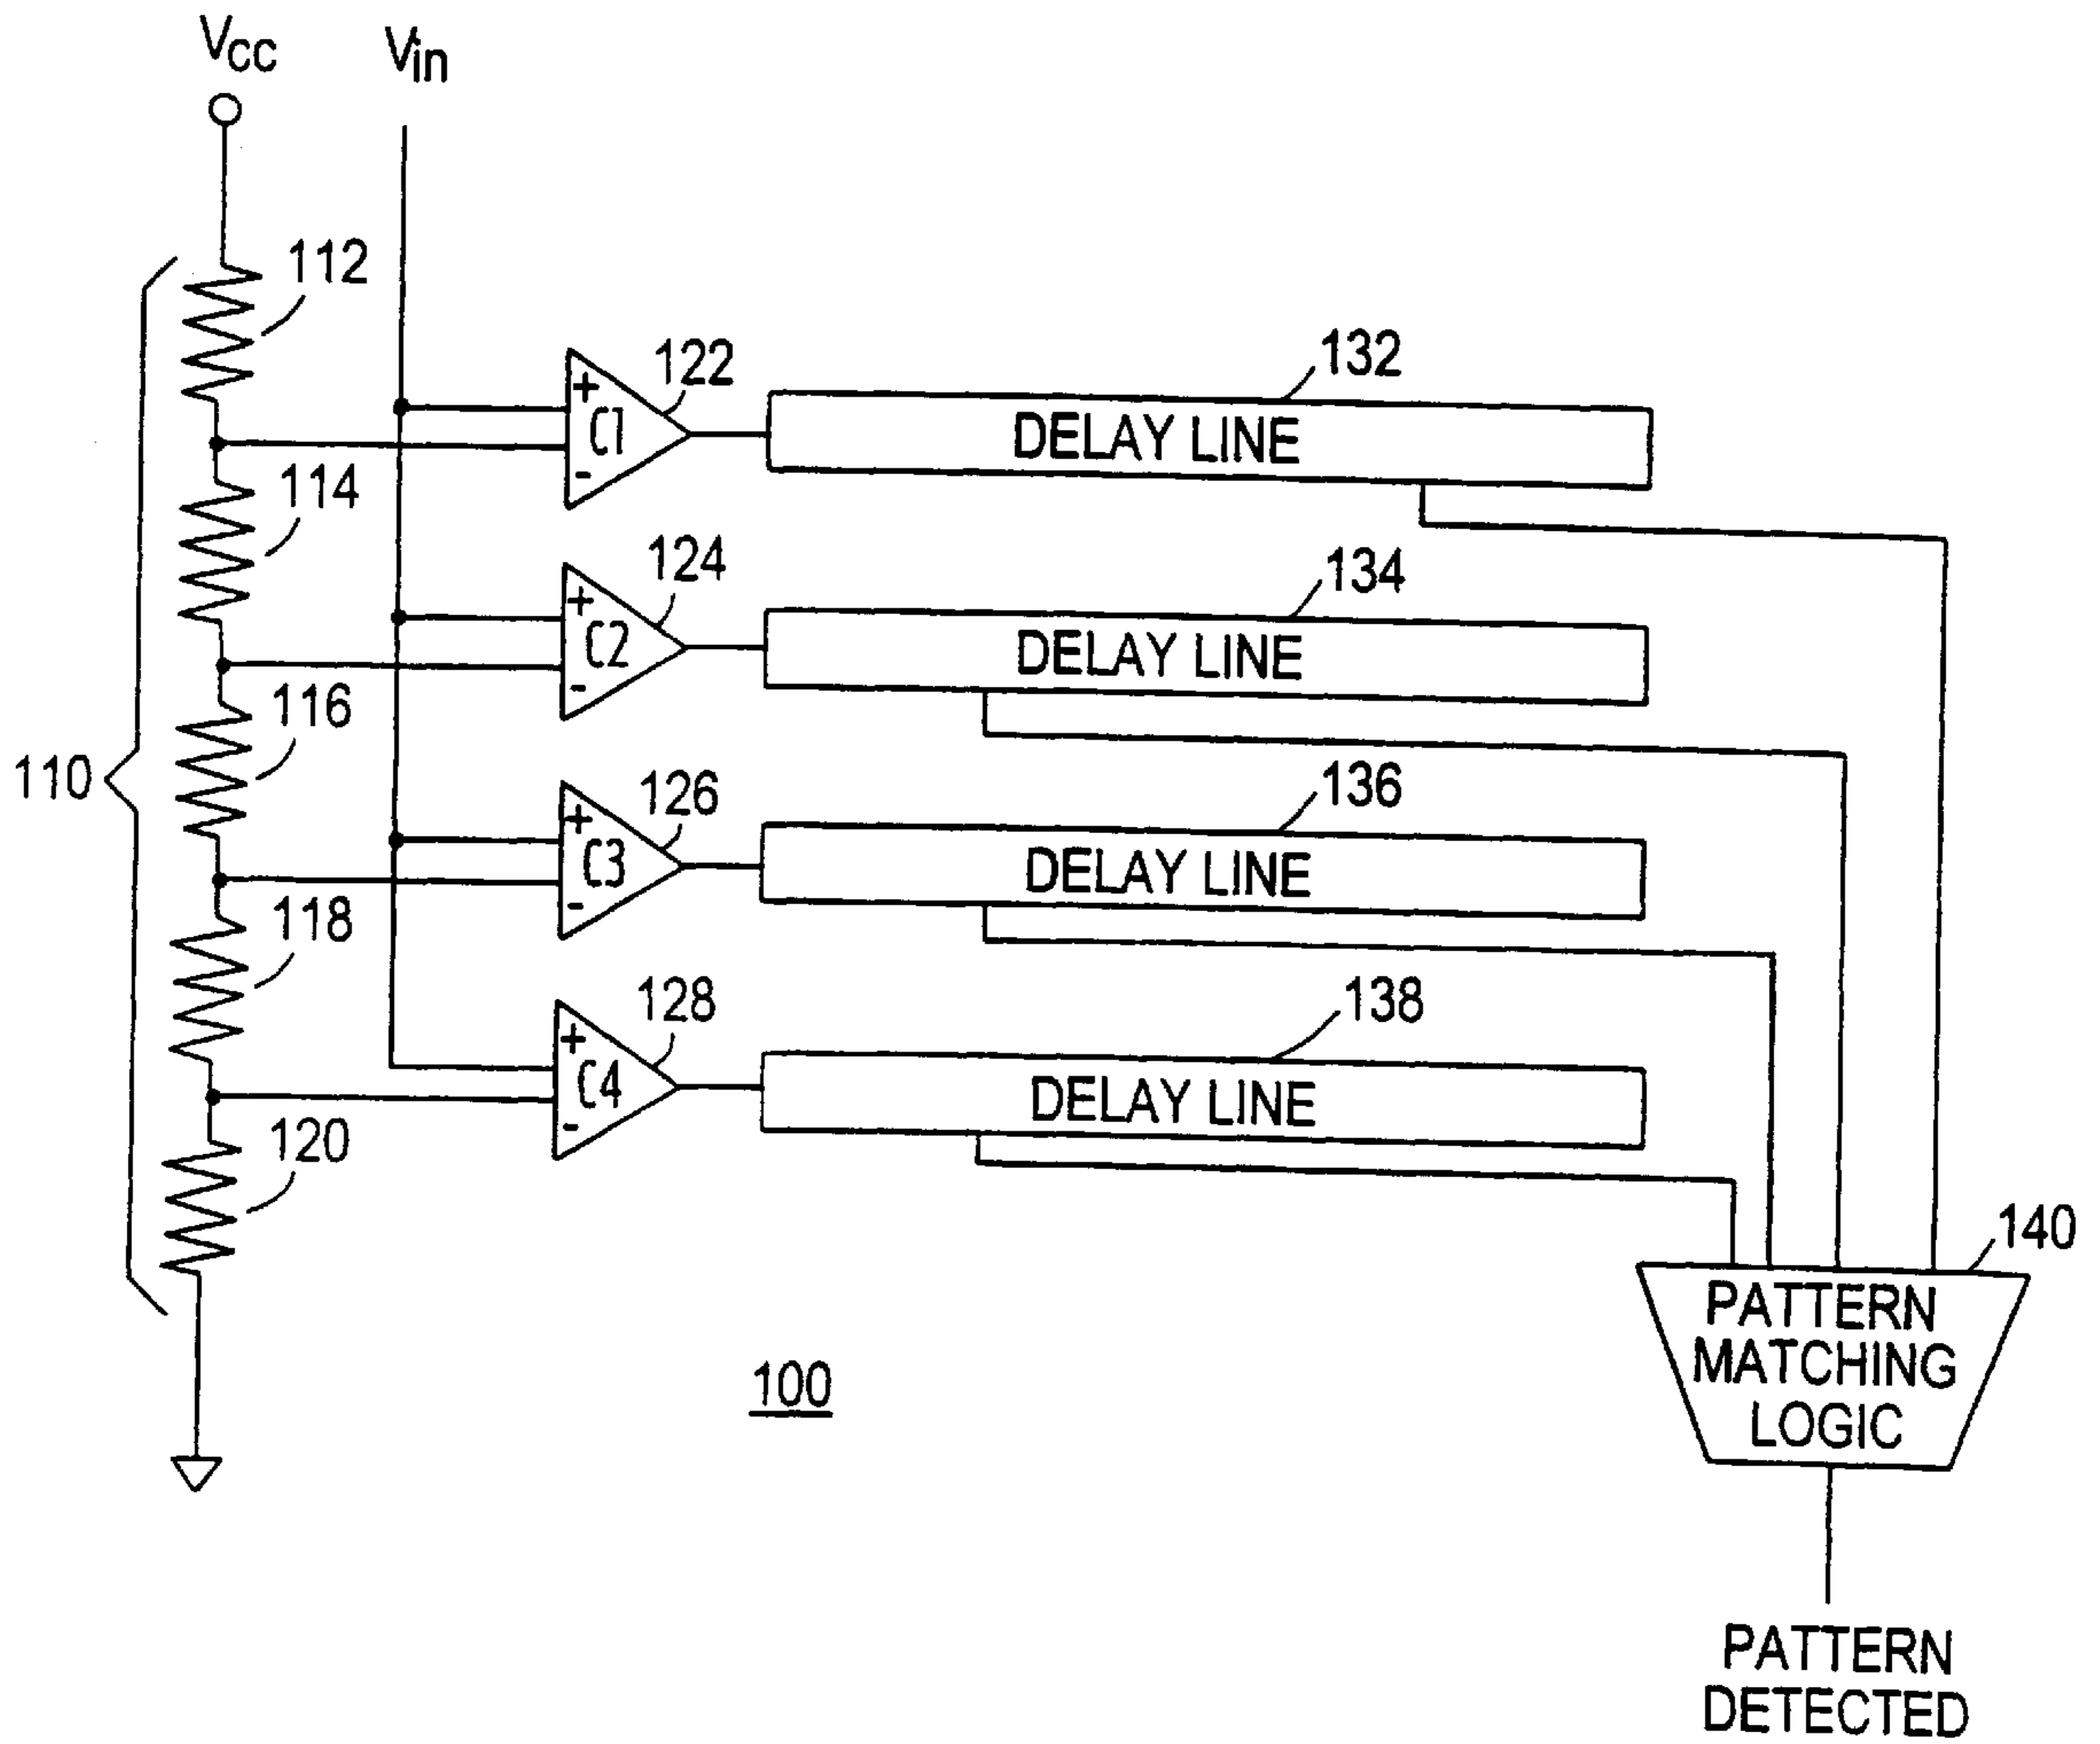 Vcc
Vin
112
122
132
DELAY LINE
C1
+
-
114
124
134
DELAY LINE
C2
+
-
116
110
126
136
DELAY LINE
C3
+
-
118
128
138
DELAY LINE
C4
+
-
120
140
PATTERN
MATCHING
LOGIC
100
PATTERN
DETECTED